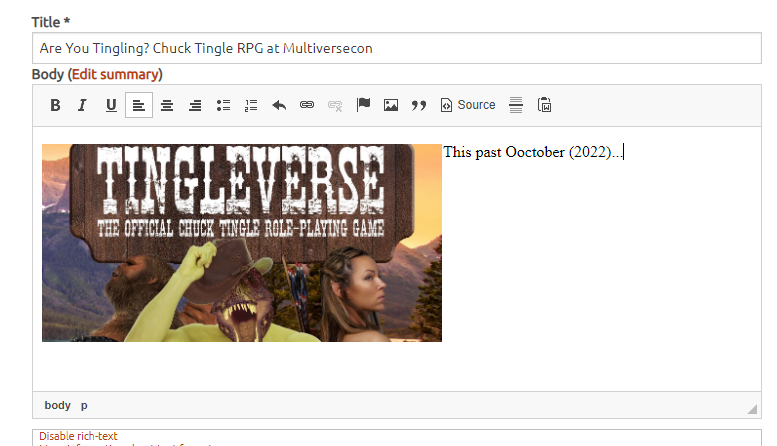 Title *
Are You Tingling? Chuck Tingle RPG at Multiversecon
Body (Edit summary)
B I U Source
TINGLEVERSE
THE OFFICIAL CHUCK TINGLE ROLE-PLAYING GAME
This past Ooctober (2022)...
body p
Disable rich-text